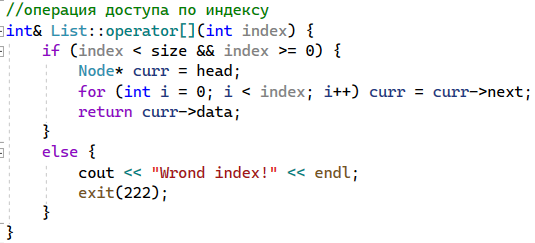 //операция доступа по индексу
int& List::operator[](int index) {
    if (index < size && index >= 0) {
        Node* curr = head;
        for (int i = 0; i < index; i++) curr = curr->next;
        return curr->data;
    }
    else {
        cout << "Wrond index!" << endl;
        exit(222);
    }
}